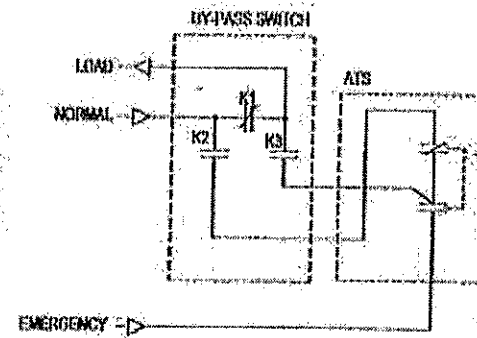 BY-PASS SWITCH
LOAD
ATS
K1
NORMAL
K2
K3
EMERGENCY